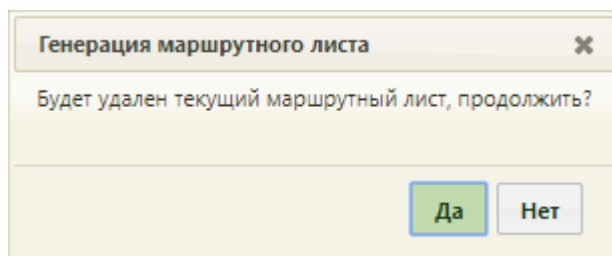 Генерация маршрутного листа
Будет удален текущий маршрутный лист, продолжить?
Да Нет